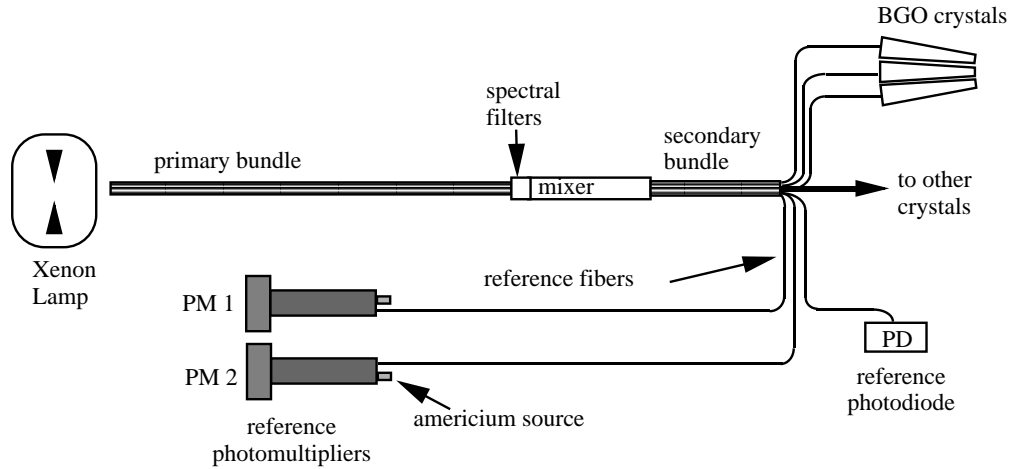 BGO crystals
spectral
filters
secondary
bundle
primary bundle
mixer
to other
crystals
Xenon
Lamp
reference fibers
PM 1
PD
PM 2
reference
photodiode
americium source
reference
photomultipliers